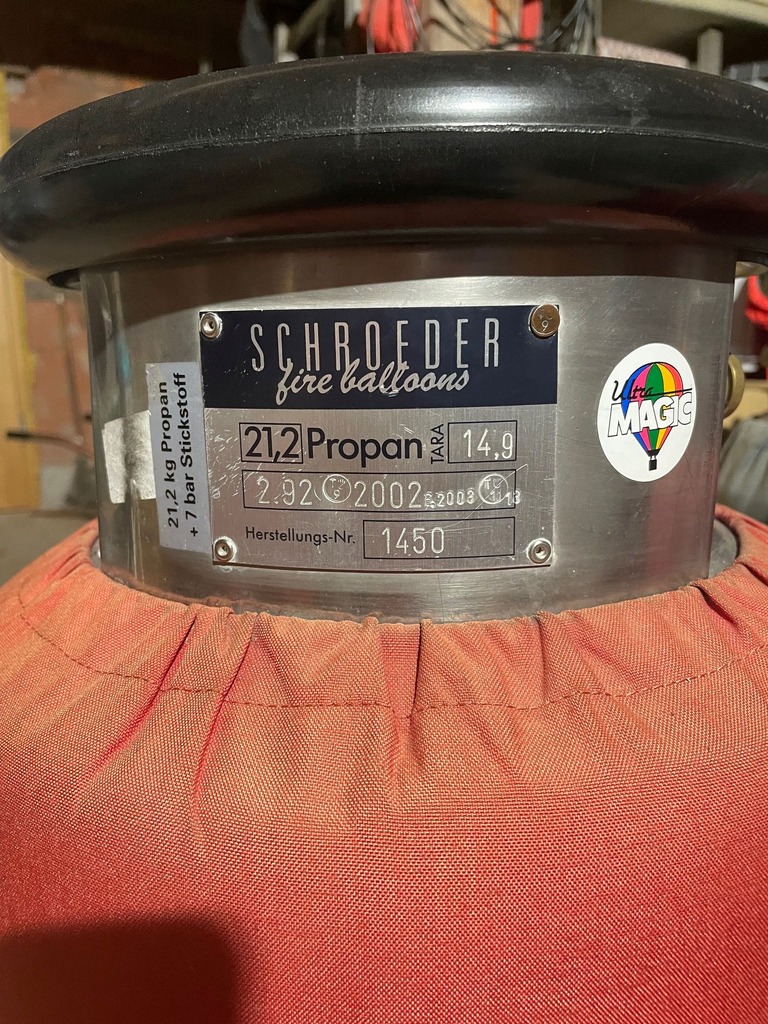 SCHROEDER
fire balloons
21,2 Propan TARA 14,9
2.92 2002 2003
Herstellungs-Nr. 1450
21,2 kg Propan
+ 7 bar Stickstoff
Ultra
MAGIC